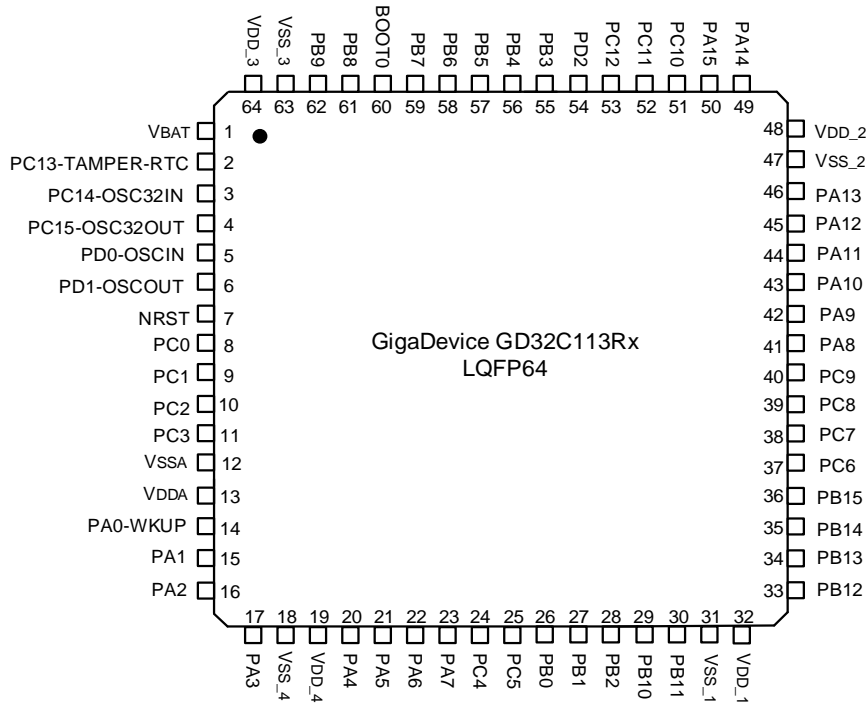 VDD_3
VSS_3
PB9
PB8
BOOT0
PB7
PB6
PB5
PB4
PB3
PD2
PC12
PC11
PC10
PA15
PA14
64 63 62 61 60 59 58 57 56 55 54 53 52 51 50 49
VBAT 1
PC13-TAMPER-RTC 2
PC14-OSC32IN 3
PC15-OSC32OUT 4
PD0-OSCIN 5
PD1-OSCOUT 6
NRST 7
PC0 8
PC1 9
PC2 10
PC3 11
VSSA 12
VDDA 13
PA0-WKUP 14
PA1 15
PA2 16
GigaDevice GD32C113Rx
LQFP64
48 VDD_2
47 VSS_2
46 PA13
45 PA12
44 PA11
43 PA10
42 PA9
41 PA8
40 PC9
39 PC8
38 PC7
37 PC6
36 PB15
35 PB14
34 PB13
33 PB12
17 18 19 20 21 22 23 24 25 26 27 28 29 30 31 32
PA3
VSS_4
VDD_4
PA4
PA5
PA6
PA7
PC4
PC5
PB0
PB1
PB2
PB10
PB11
VSS_1
VDD_1